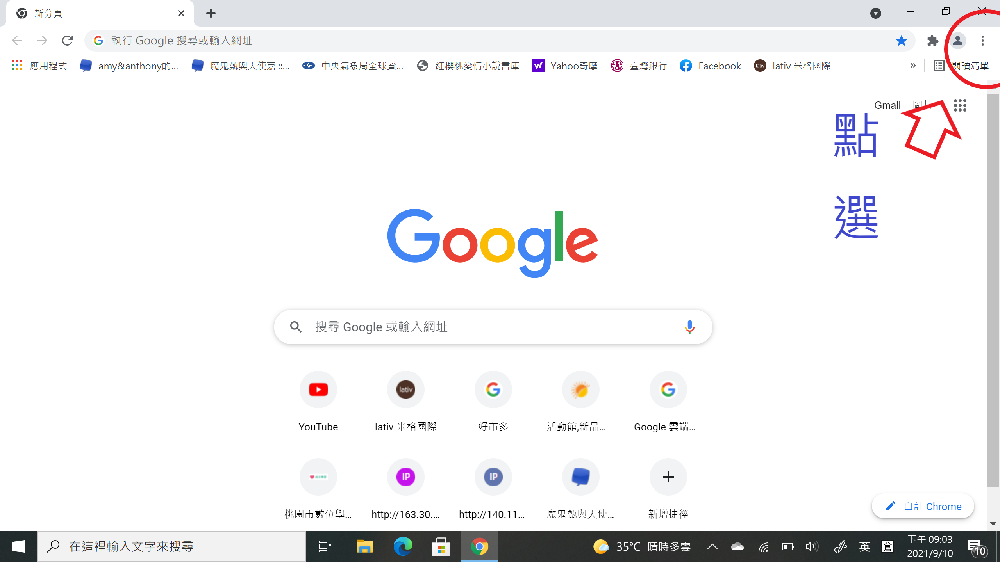 新分頁
執行 Google 搜尋或輸入網址
應用程式 amy&anthony的... 魔鬼甄與天使嘉 ::... 中央氣象局全球資... 紅櫻桃愛情小說書庫 Yahoo奇摩 臺灣銀行 Facebook lativ lativ 米格國際 » 閱讀清單
Gmail 圖片
點
選
Google
搜尋 Google 或輸入網址
lativ
YouTube lativ 米格國際 好市多 活動館,新品... Google 雲端...
IP IP
桃園市數位學... http://163.30.... http://140.11... 魔鬼甄與天使... 新增捷徑
自訂 Chrome
在這裡輸入文字來搜尋
35°C 晴時多雲
英 倉
下午 09:03
2021/9/10
10